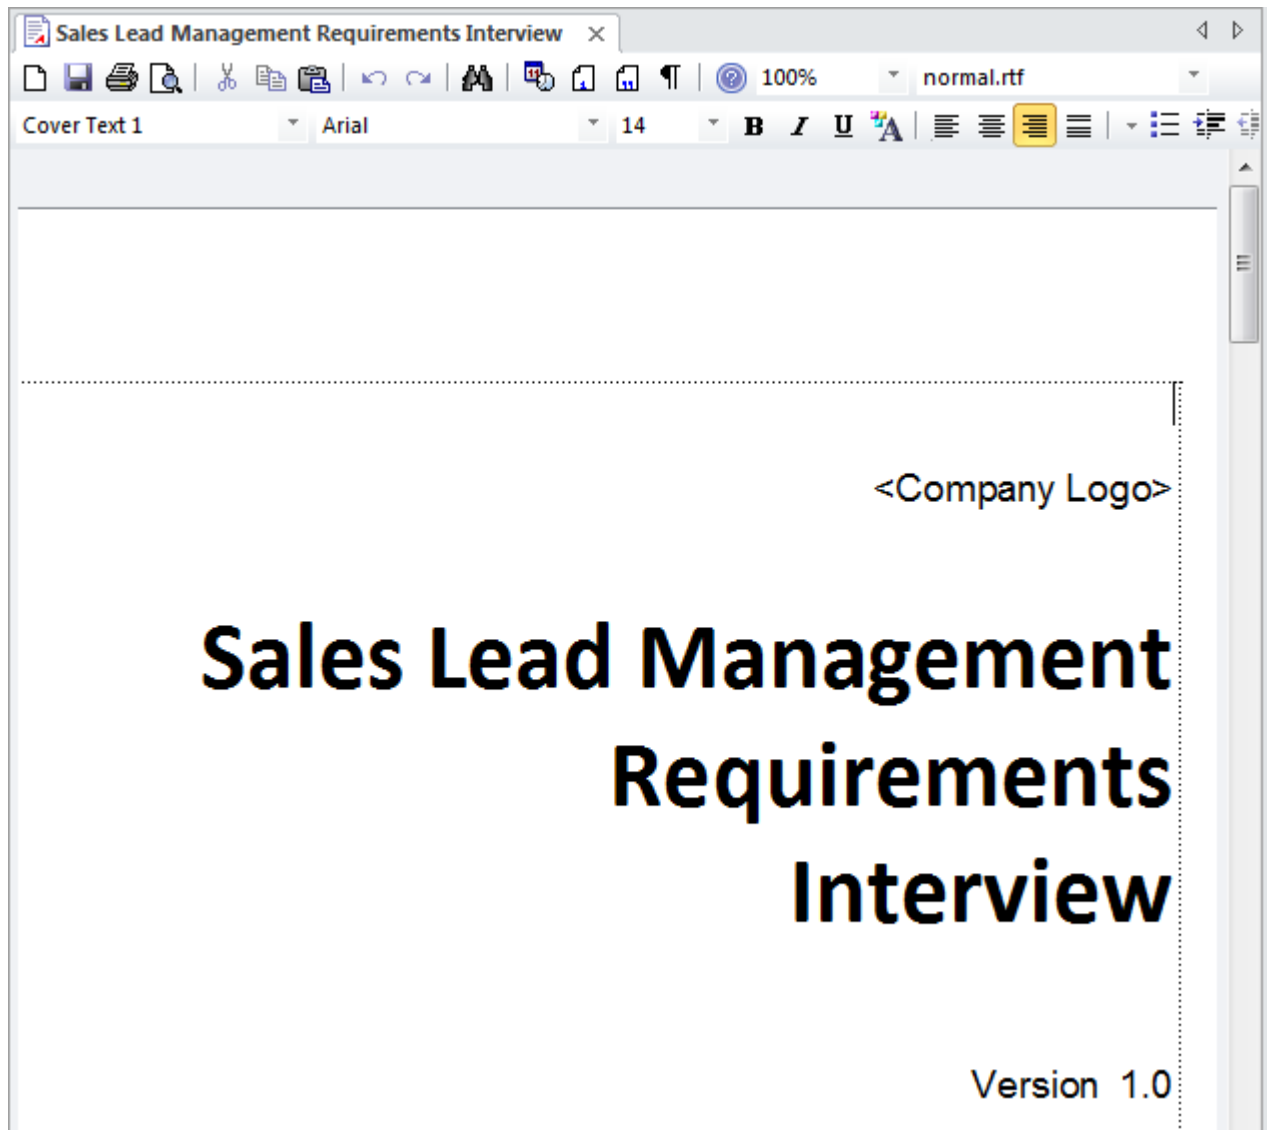 Sales Lead Management Requirements Interview
100% normal.rtf
Cover Text 1 Arial 14 B I U A
<Company Logo>
Sales Lead Management
Requirements
Interview
Version 1.0